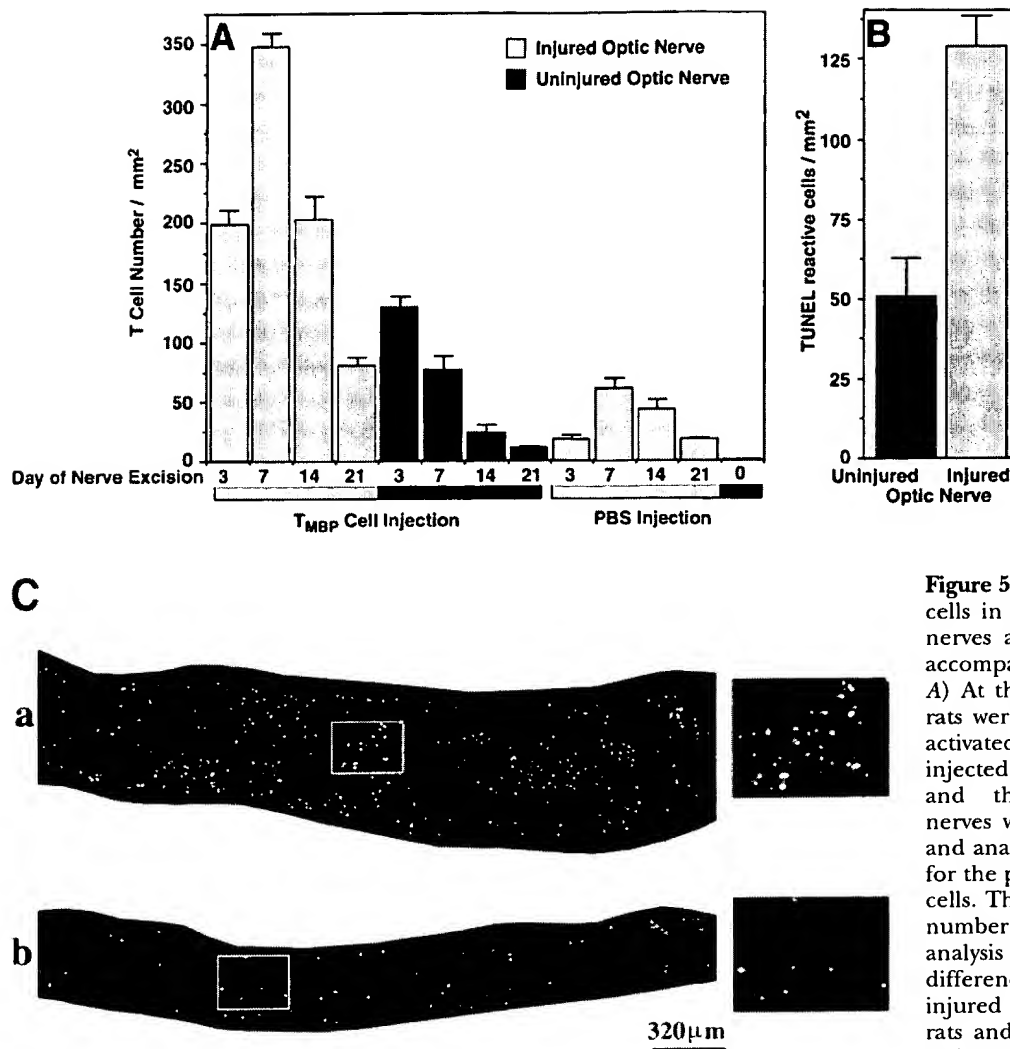 A
350
300
250
200
150
100
50
0
T Cell Number / mm2
Injured Optic Nerve
Uninjured Optic Nerve
Day of Nerve Excision 3 7 14 21 3 7 14 21 3 7 14 21 0
TMBP Cell Injection PBS Injection
B
125
100
75
50
25
0
TUNEL reactive cells / mm2
Uninjured Injured
Optic Nerve
C
a
b
320µm
Figure 5
cells in
nerves a
accompa
A) At th
rats wer
activated
injected
and th
nerves w
and ana
for the p
cells. Th
number
analysis
differenc
injured
rats and